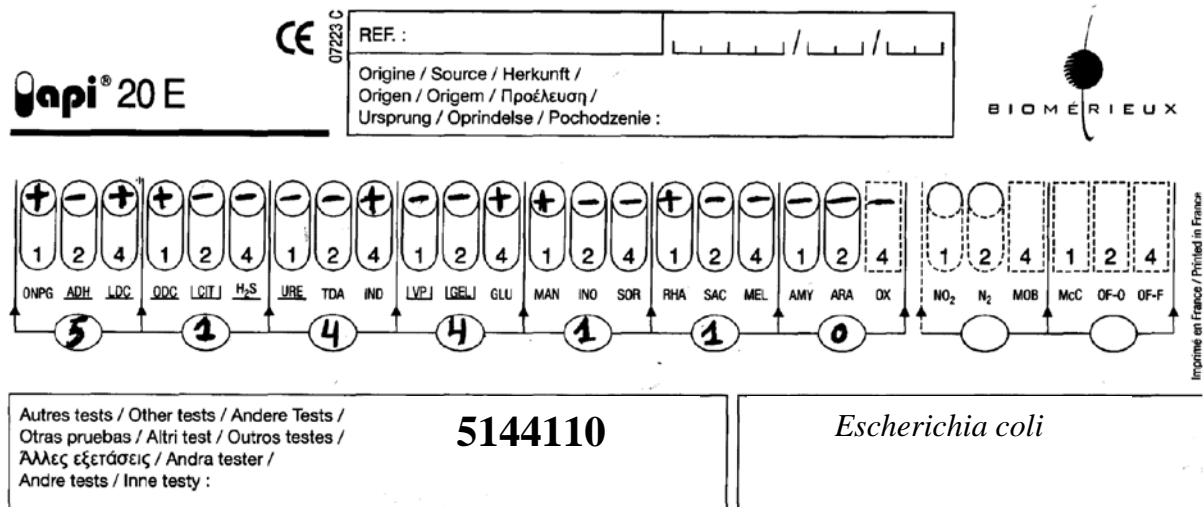 CE
07223 C
REF. :
/ /
api® 20 E
Origine / Source / Herkunft /
Origen / Origem / Προέλευση /
Ursprung / Oprindelse / Pochodzenie :
BIOMÉRIEUX
+ − + + − − − − + − − + + − − + − − − − −
1 2 4 1 2 4 1 2 4 1 2 4 1 2 4 1 2 4 1 2 4 1 2 4 1 2 4
ONPG ADH LDC ODC |CIT| H₂S URE TDA IND |VP| |GEL| GLU MAN INO SOR RHA SAC MEL AMY ARA OX NO₂ N₂ MOB McC OF-O OF-F
5 1 4 4 1 1 0
Imprimé en France / Printed in France
Autres tests / Other tests / Andere Tests /
Otras pruebas / Altri test / Outros testes /
Άλλες εξετάσεις / Andra tester /
Andre tests / Inne testy :
5144110
Escherichia coli